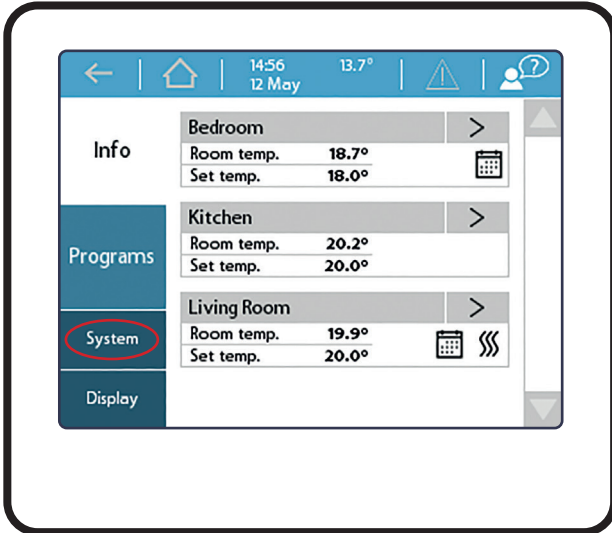 14:56 13.7°
12 May
?
Info
Programs
System
Display
Bedroom >
Room temp. 18.7°
Set temp. 18.0°
Kitchen >
Room temp. 20.2°
Set temp. 20.0°
Living Room >
Room temp. 19.9°
Set temp. 20.0°